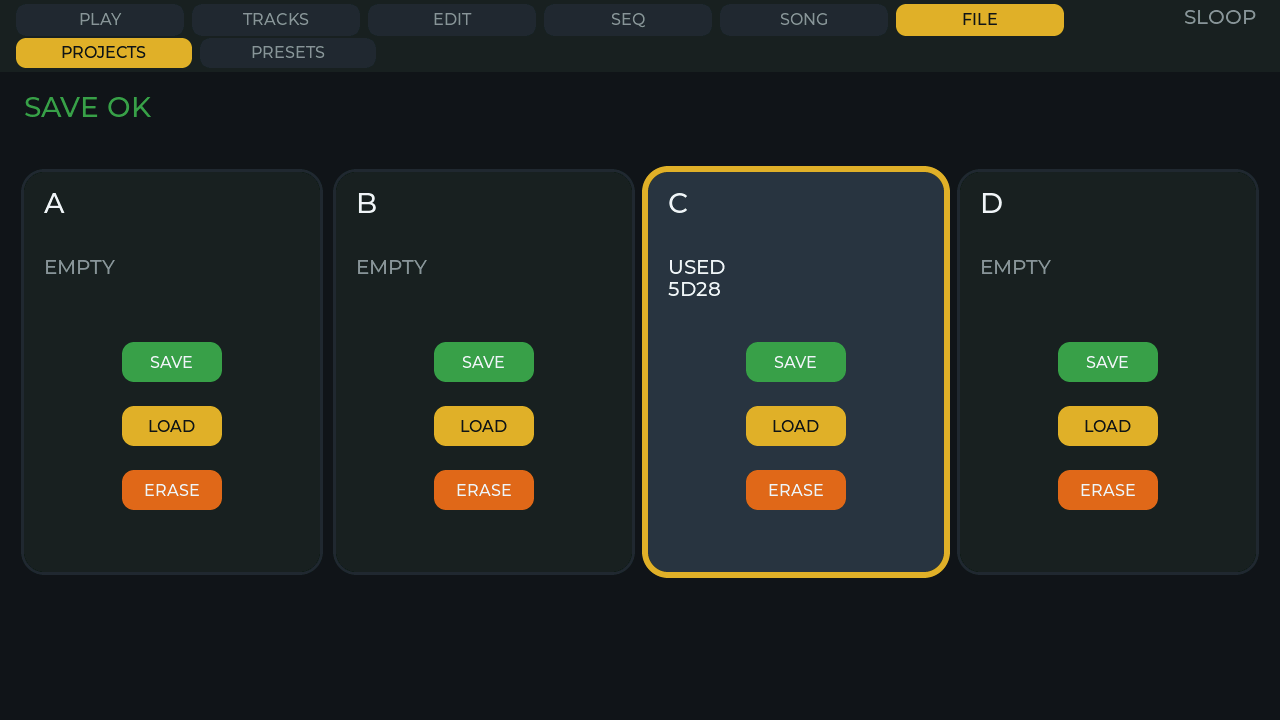 PLAY TRACKS EDIT SEQ SONG FILE SLOOP
PROJECTS PRESETS
SAVE OK
A B C D
EMPTY EMPTY USED EMPTY
5D28
SAVE SAVE SAVE SAVE
LOAD LOAD LOAD LOAD
ERASE ERASE ERASE ERASE